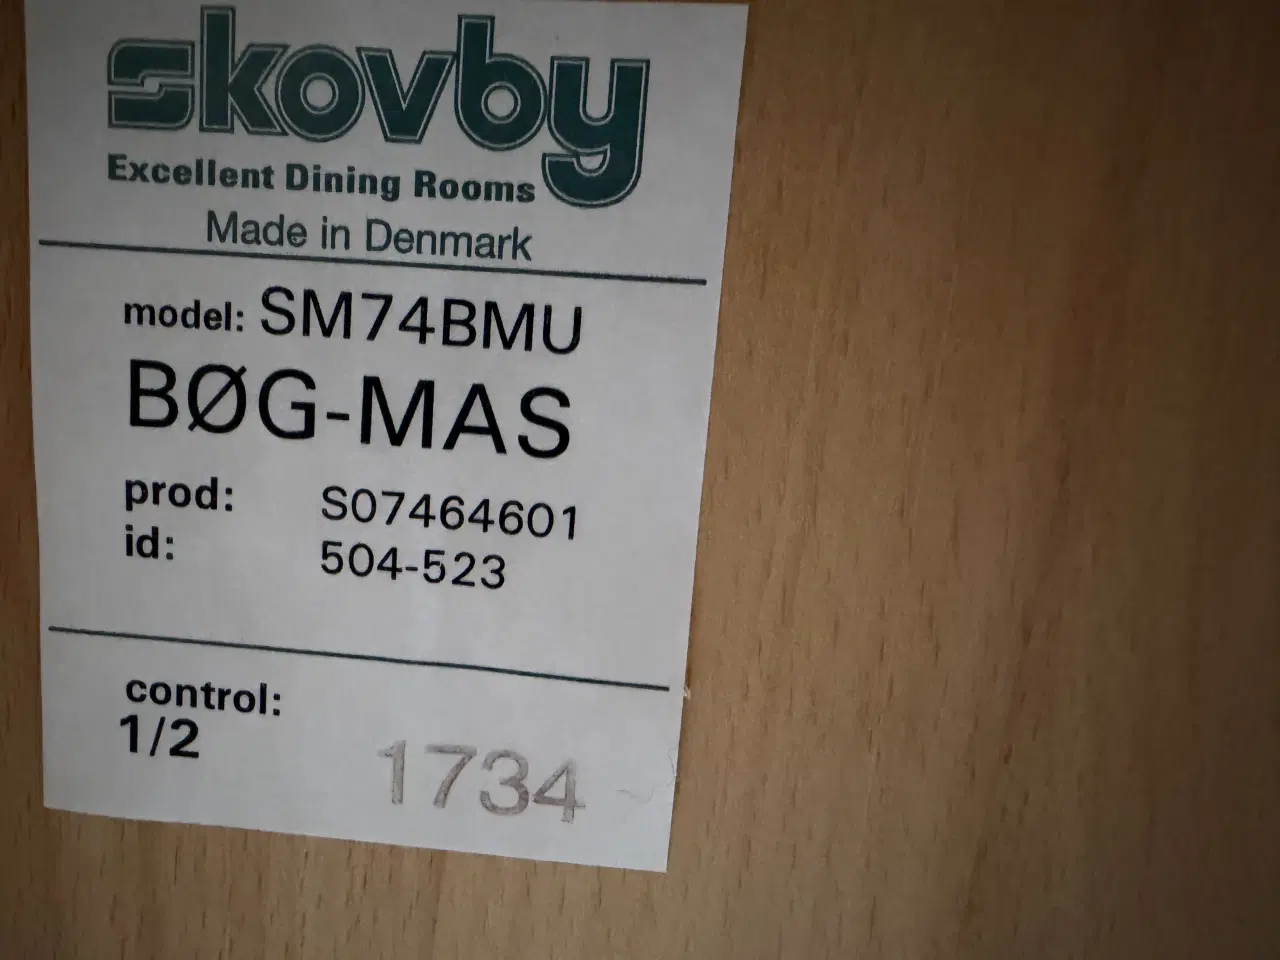 skovby
Excellent Dining Rooms
Made in Denmark
model: SM74BMU
BØG-MAS
prod: S07464601
id: 504-523
control:
1/2
1734